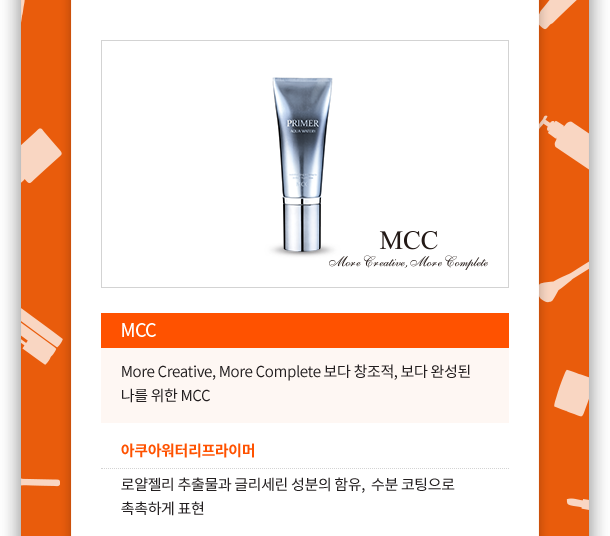 PRIMER
MCC
More Creative, More Complete
MCC
More Creative, More Complete 보다 창조적, 보다 완성된
나를 위한 MCC
아쿠아워터리프라이머
로얄젤리 추출물과 글리세린 성분의 함유, 수분 코팅으로
촉촉하게 표현